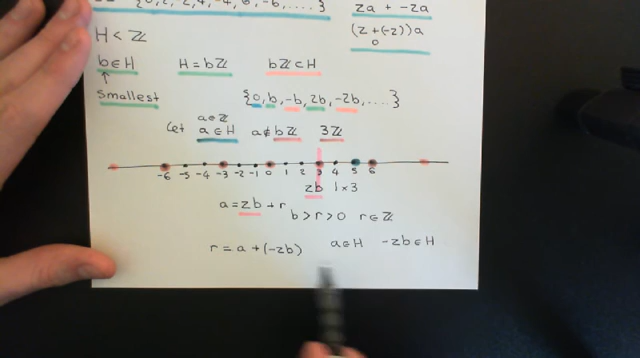 {0, 2, -2, 4, -4, 6, -6, ....}
za + -za
(z+(-z))a
0
H < ℤ
b ∈ H H = bℤ bℤ ⊂ H
↑
Smallest
{0, b, -b, 2b, -2b, ...}
a ∈ ℤ
Let a ∈ H a ∉ bℤ 3ℤ
-6 -5 -4 -3 -2 -1 0 1 2 3 4 5 6
zb 1 × 3
a = zb + r
b > r > 0 r ∈ ℤ
r = a + (-zb) a ∈ H -zb ∈ H